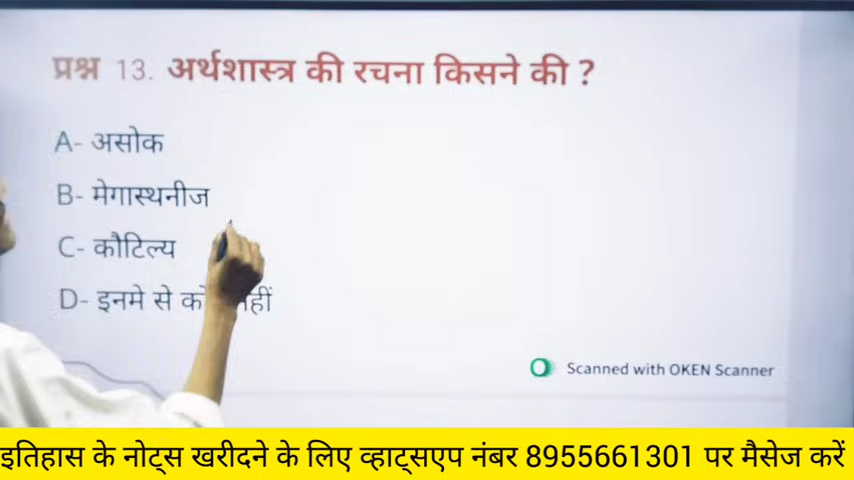 प्रश्न 13. अर्थशास्त्र की रचना किसने की ?
A- असोक
B- मेगास्थनीज
C- कौटिल्य
D- इनमे से
Scanned with OKEN Scanner
इतिहास के नोट्स खरीदने के लिए व्हाट्सएप नंबर 8955661301 पर मैसेज करें